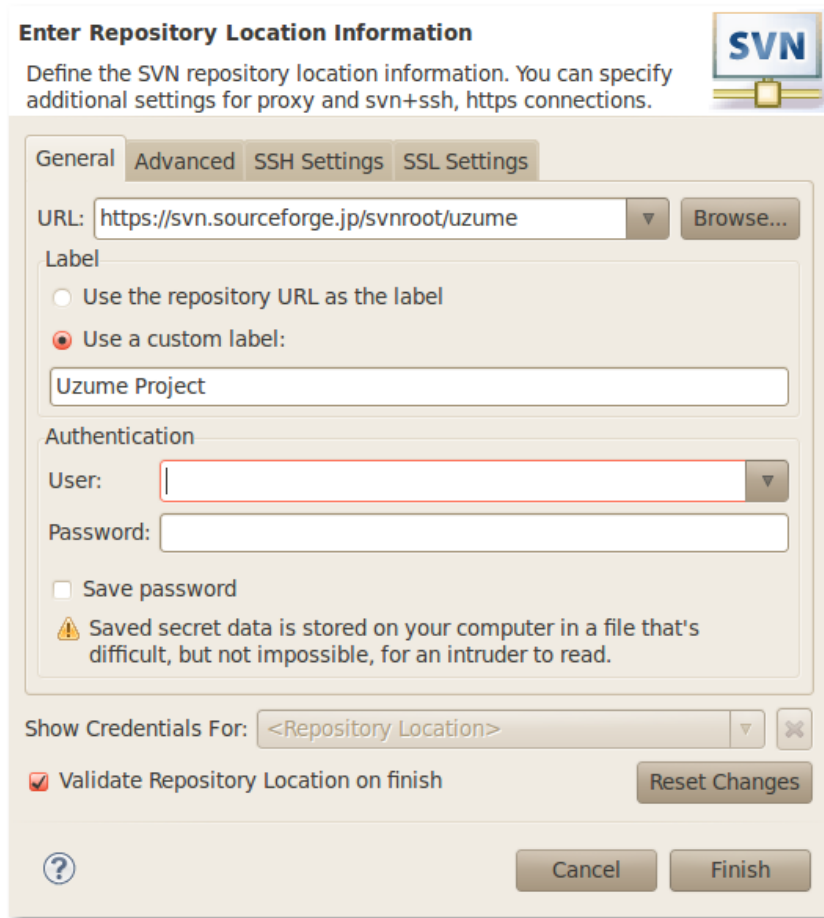 Enter Repository Location Information
SVN
Define the SVN repository location information. You can specify
additional settings for proxy and svn+ssh, https connections.
General Advanced SSH Settings SSL Settings
URL: https://svn.sourceforge.jp/svnroot/uzume Browse...
Label
Use the repository URL as the label
Use a custom label:
Uzume Project
Authentication
User:
Password:
Save password
Saved secret data is stored on your computer in a file that's
difficult, but not impossible, for an intruder to read.
Show Credentials For: <Repository Location>
Validate Repository Location on finish Reset Changes
? Cancel Finish